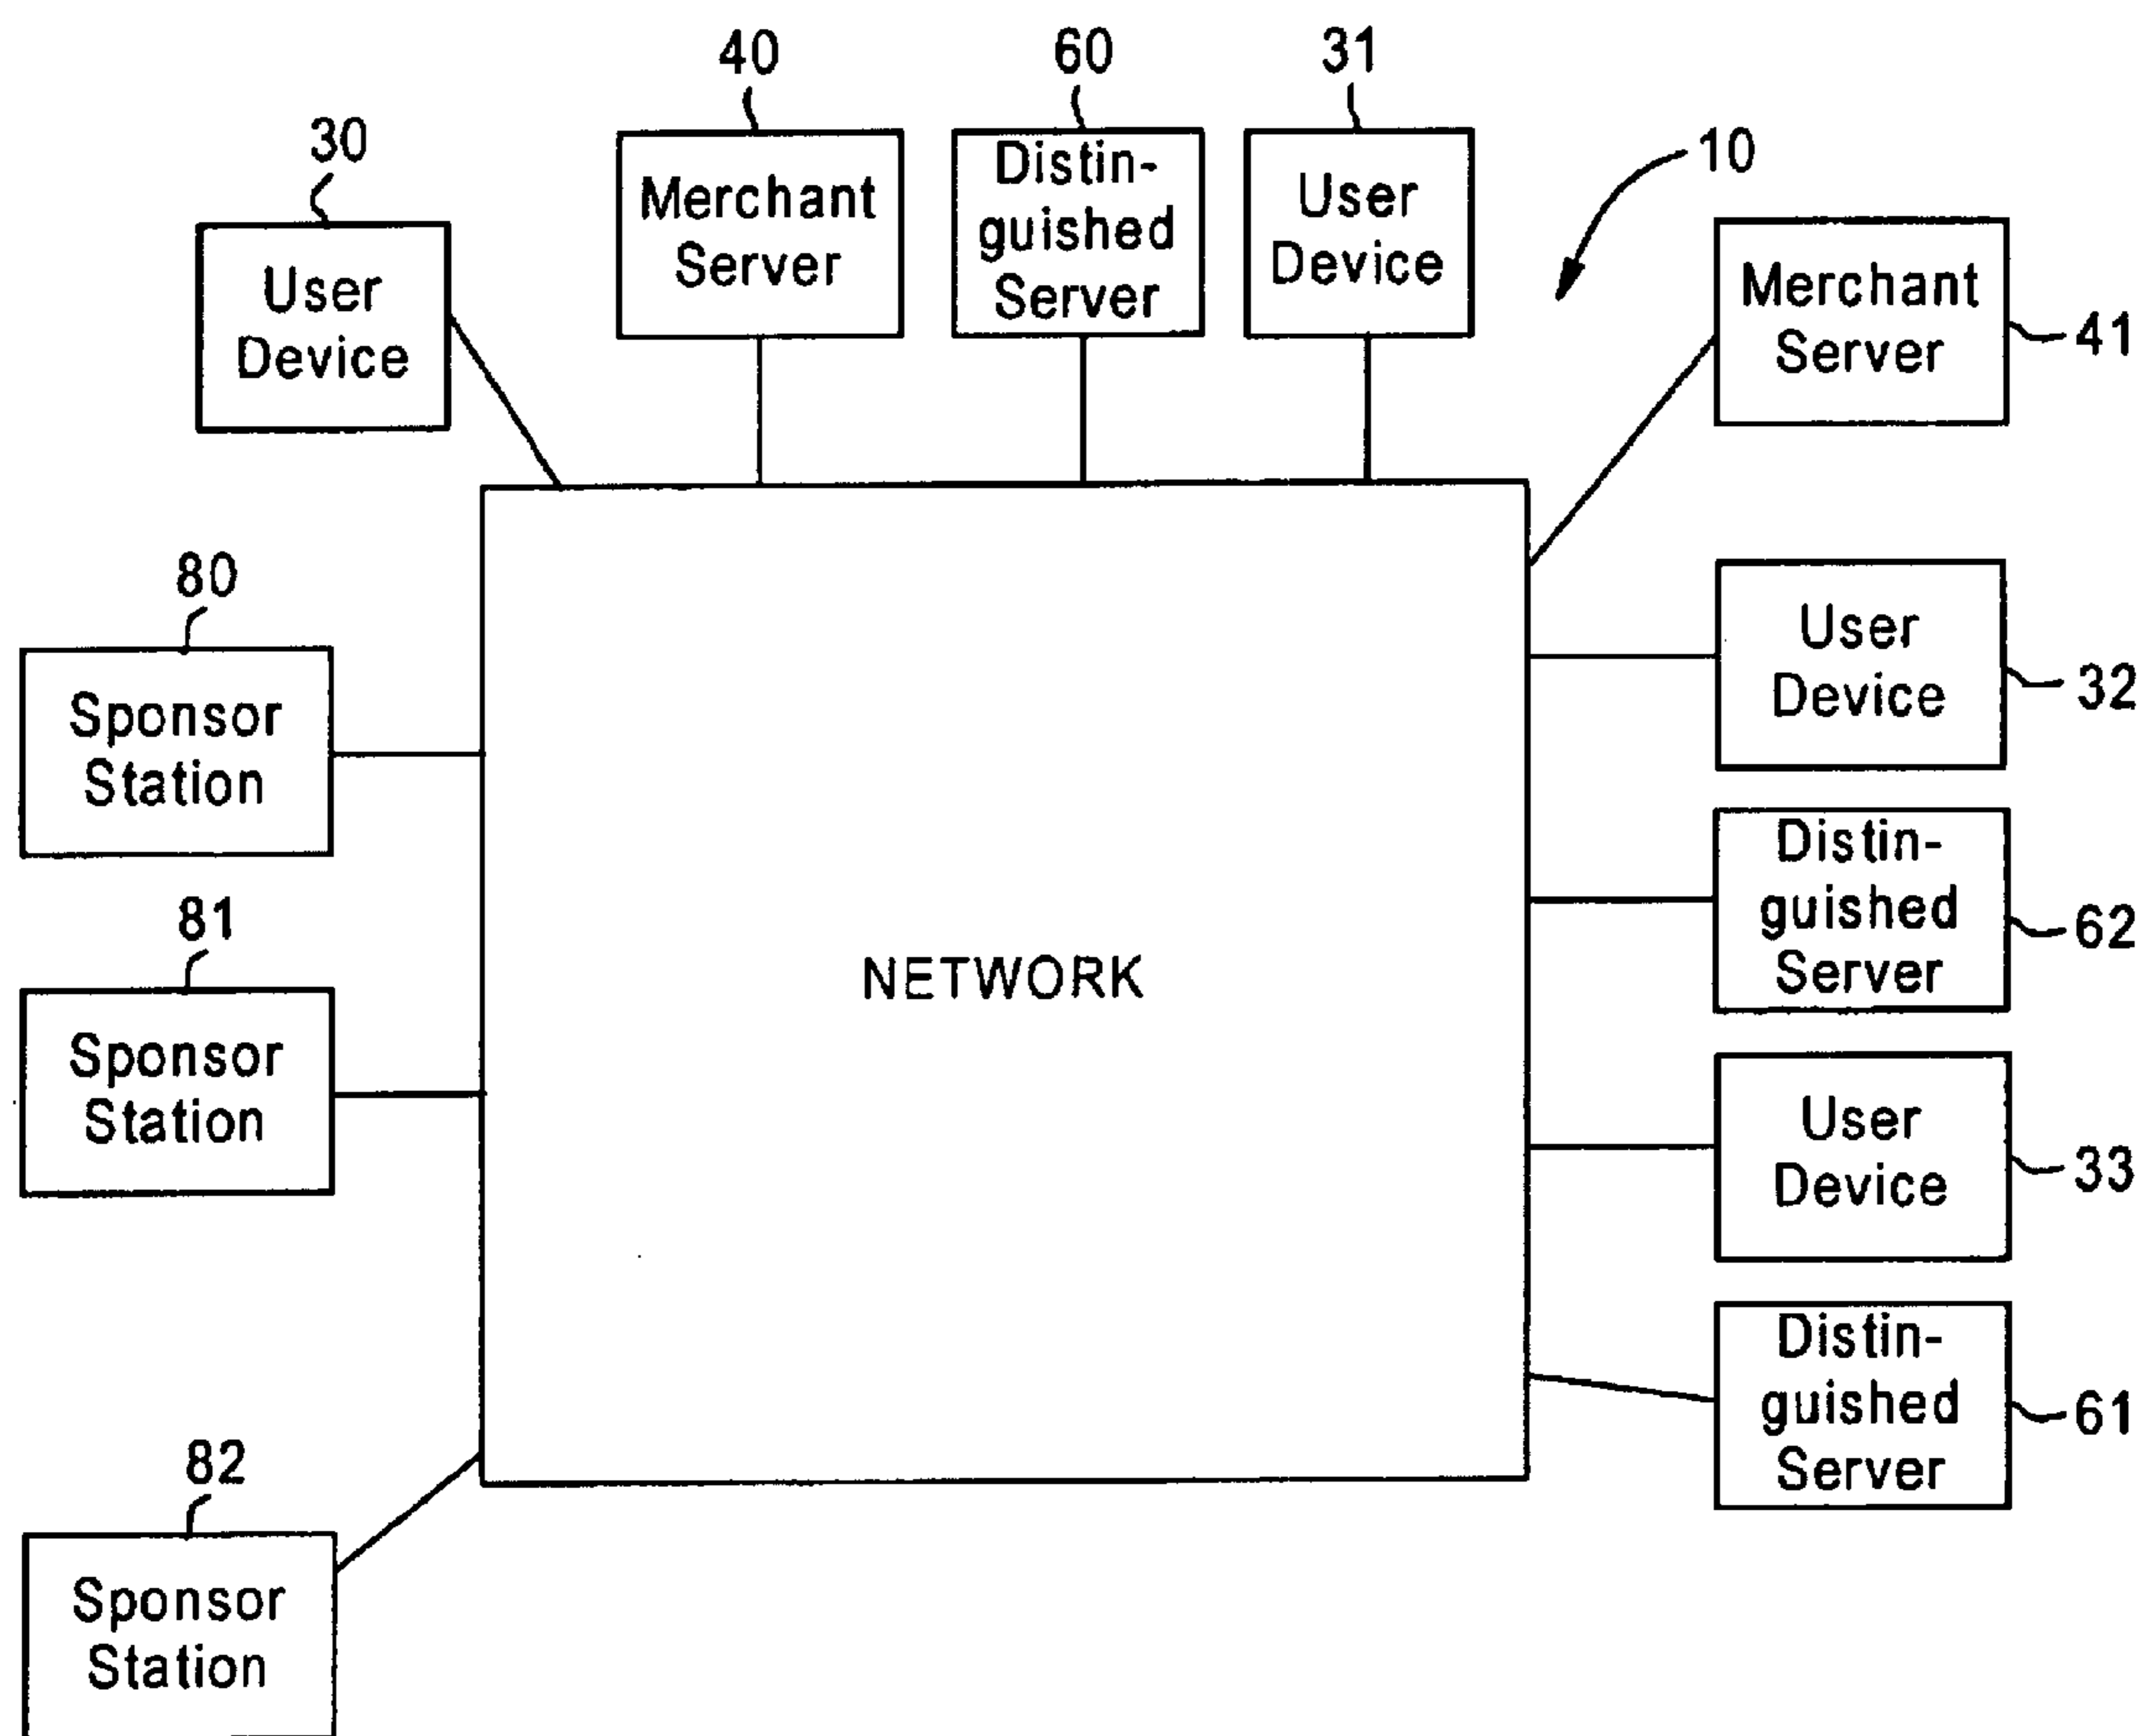 40
60
31
30
10
User
Device
Merchant
Server
Distin-
guished
Server
User
Device
Merchant
Server
41
80
Sponsor
Station
User
Device
32
81
Sponsor
Station
NETWORK
Distin-
guished
Server
62
User
Device
33
82
Sponsor
Station
Distin-
guished
Server
61